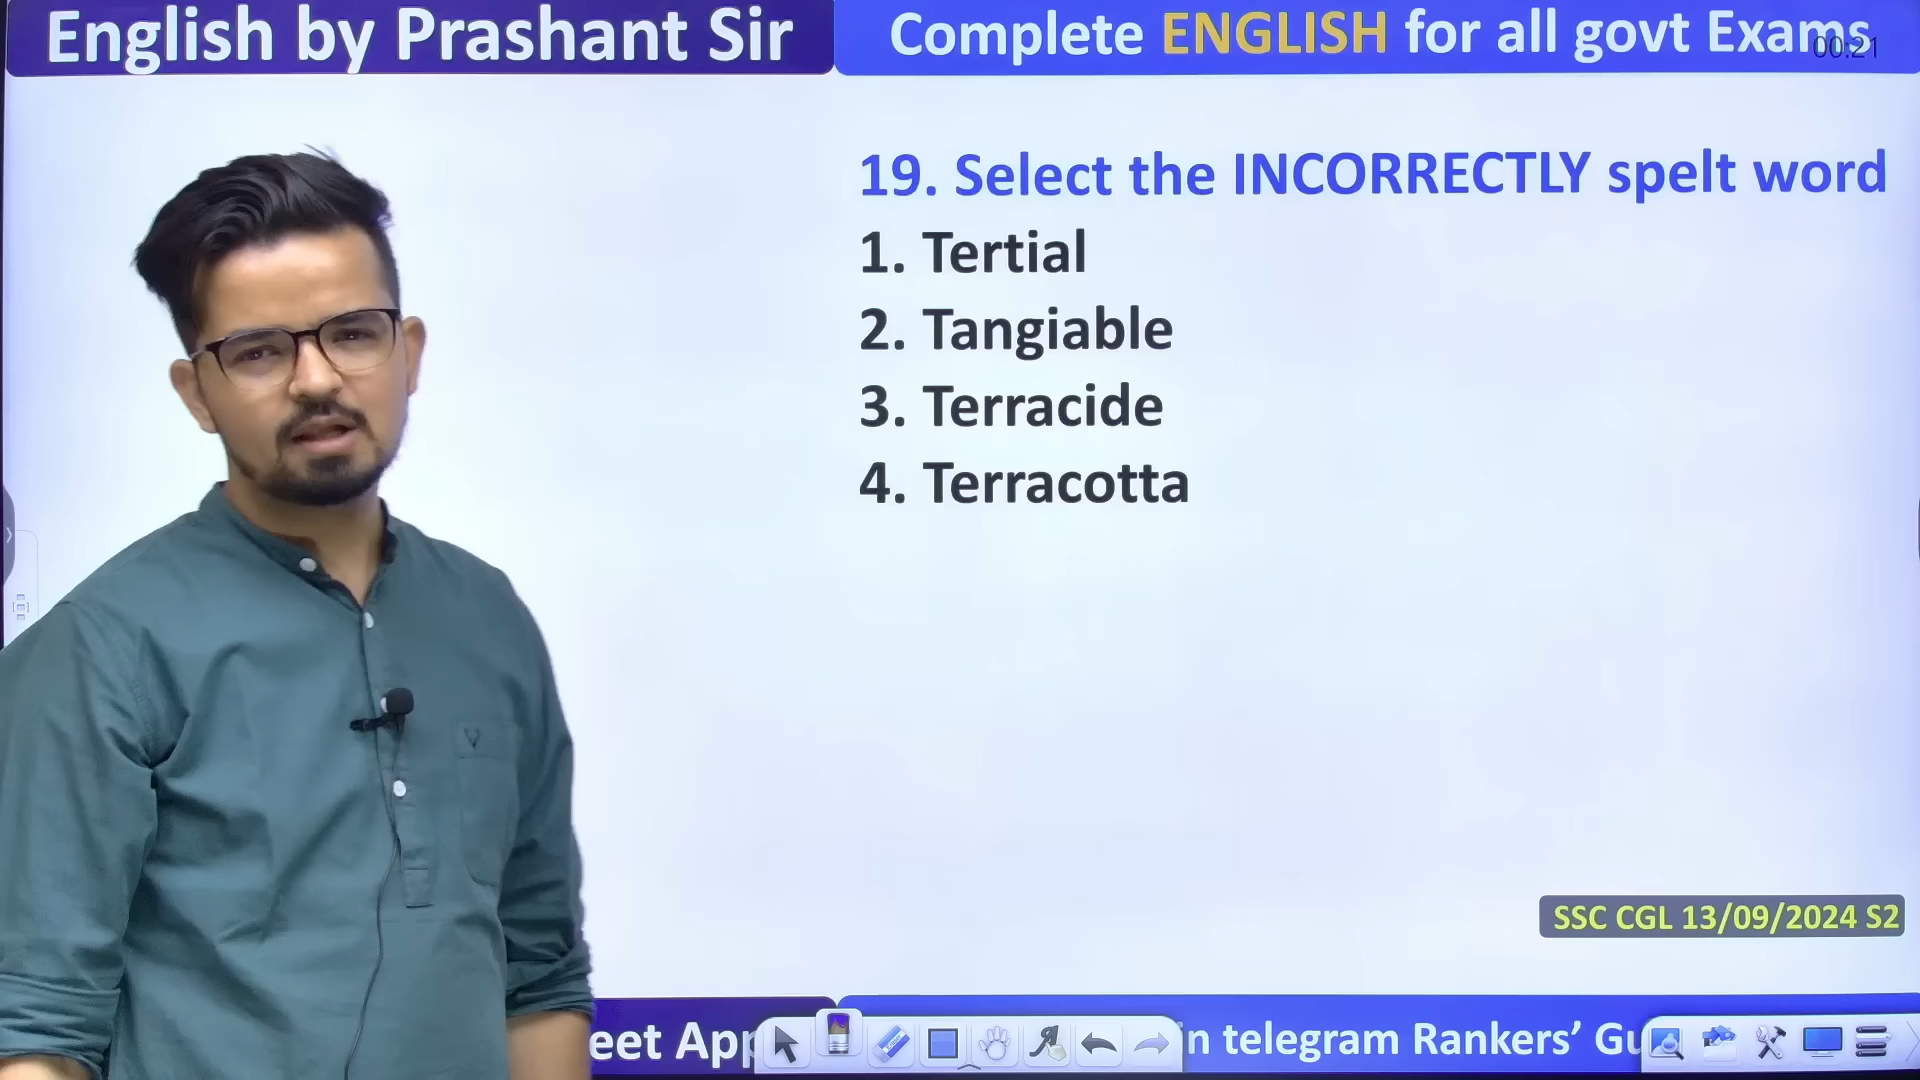 English by Prashant Sir
Complete ENGLISH for all govt Exams
00:21
19. Select the INCORRECTLY spelt word
1. Tertial
2. Tangiable
3. Terracide
4. Terracotta
SSC CGL 13/09/2024 S2
eet App
in telegram Rankers’ Gu